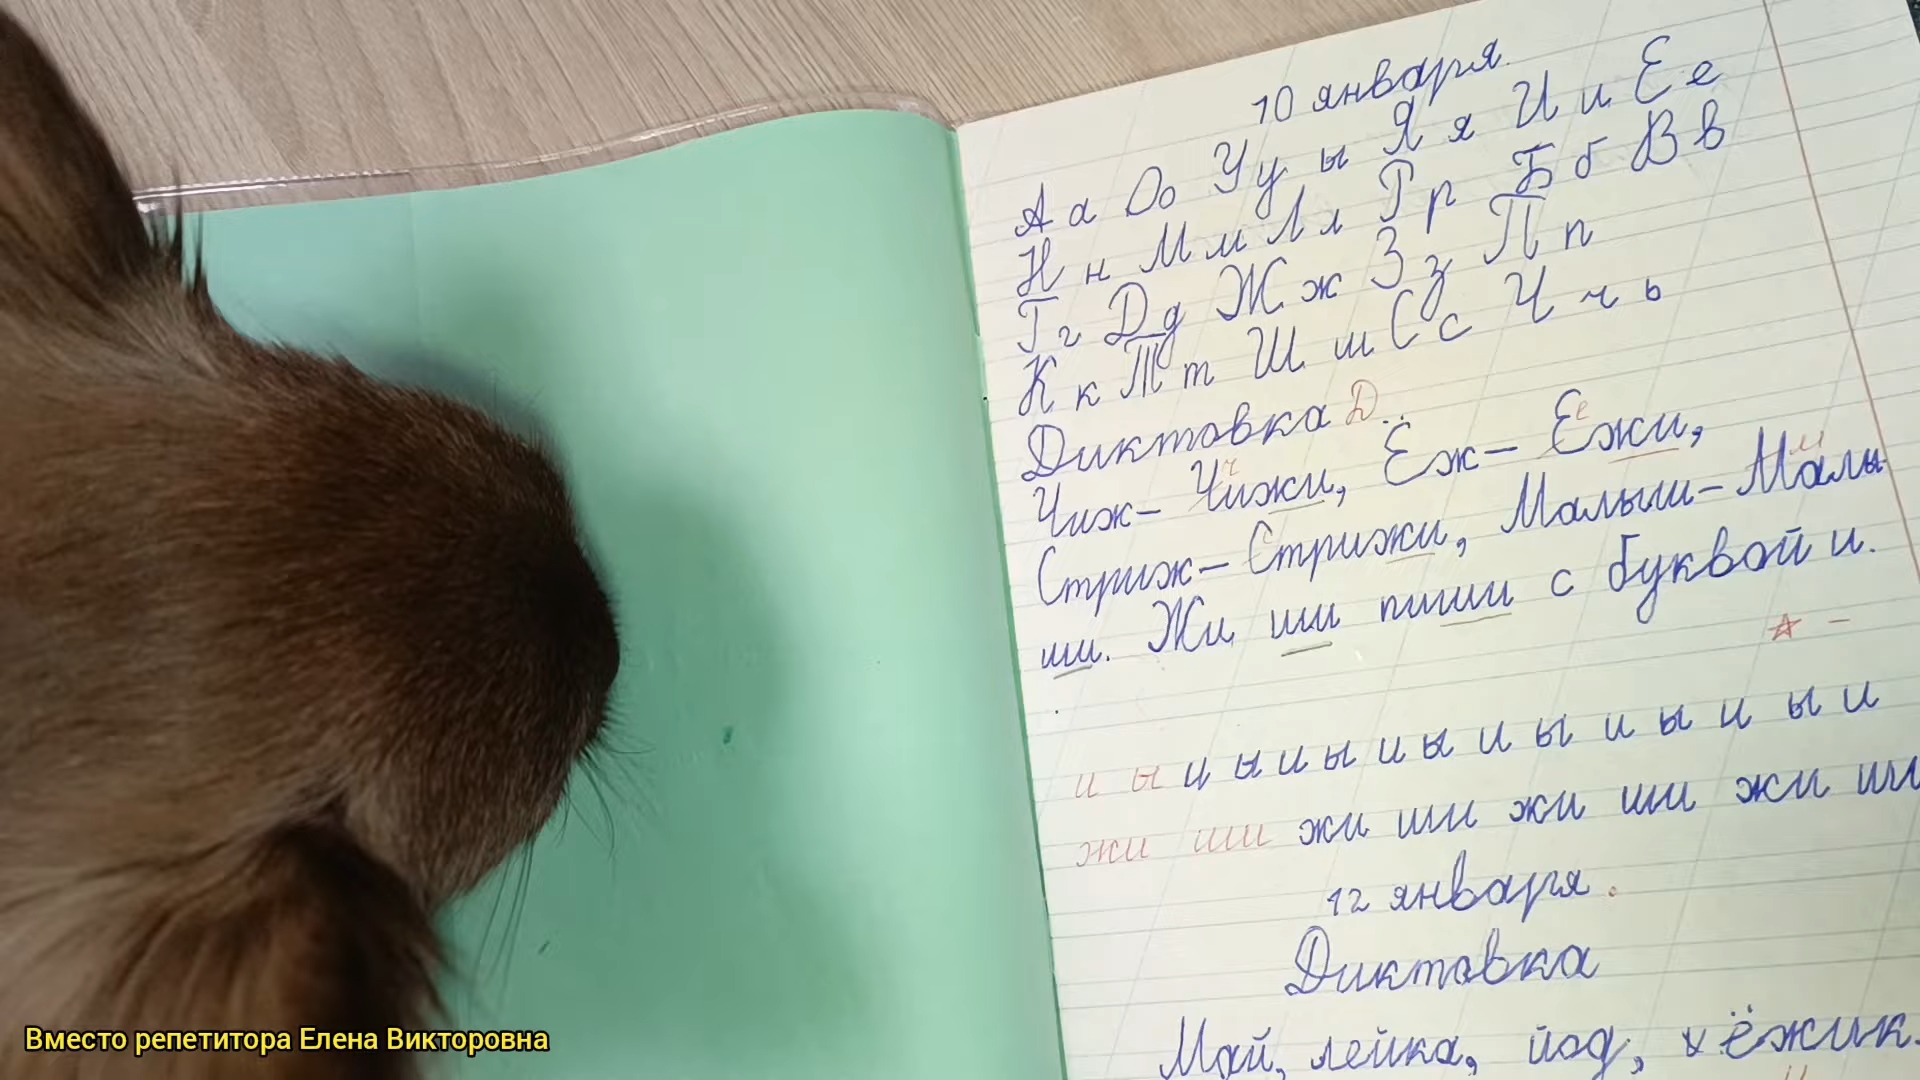 10 января.
А а О о У у ы Я я И и Е е
Н н М м Л л Р р Б б В в
Г г Д д Ж ж З з П п
К к Т т Ш ш С с Ч ч ь
Диктовка Д
Чиж – Чижи, Ёж – Ежи,
Стриж – Стрижи, Малыш – Малы-
ши. Жи ши пиши с буквой и.
и ы и ы и ы и ы и ы и ы и ы и
жи ши жи ши жи ши жи ши
12 января.
Диктовка
Май, лейка, йод, ёжик.
Вместо репетитора Елена Викторовна